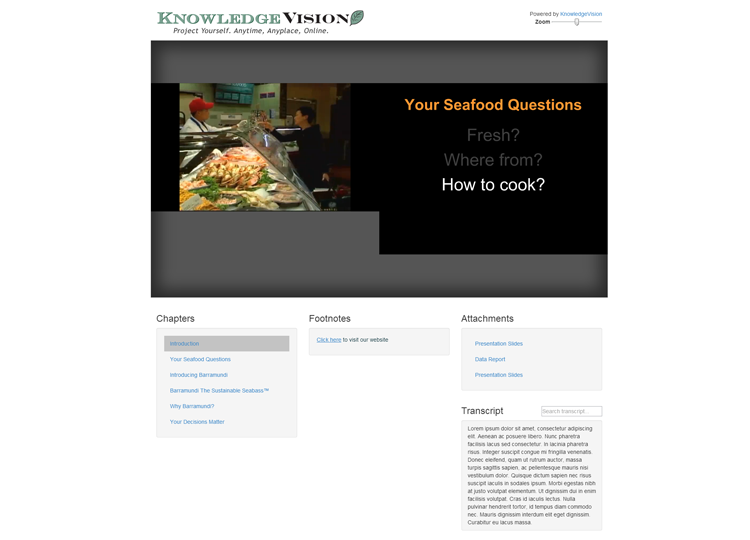 KNOWLEDGEVISION
Project Yourself. Anytime, Anyplace, Online.
Powered by KnowledgeVision
Zoom
Your Seafood Questions
Fresh?
Where from?
How to cook?
Chapters
Introduction
Your Seafood Questions
Introducing Barramundi
Barramundi The Sustainable Seabass™
Why Barramundi?
Your Decisions Matter
Footnotes
Click here to visit our website
Attachments
Presentation Slides
Data Report
Presentation Slides
Transcript
Search transcript...
Lorem ipsum dolor sit amet, consectetur adipiscing
elit. Aenean ac posuere libero. Nunc pharetra
facilisis lacus sed consectetur. In lacinia pharetra
risus. Integer suscipit congue mi fringilla venenatis.
Donec eleifend, quam ut rutrum auctor, massa
turpis sagittis sapien, ac pellentesque mauris nisi
vestibulum dolor. Quisque dictum sapien nec risus
suscipit iaculis in sodales ipsum. Morbi egestas nibh
at justo volutpat elementum. Ut dignissim dui in enim
facilisis volutpat. Cras id iaculis lectus. Nulla
pulvinar hendrerit tortor, id tempus diam commodo
nec. Mauris dignissim interdum elit eget dignissim.
Curabitur eu lacus massa.